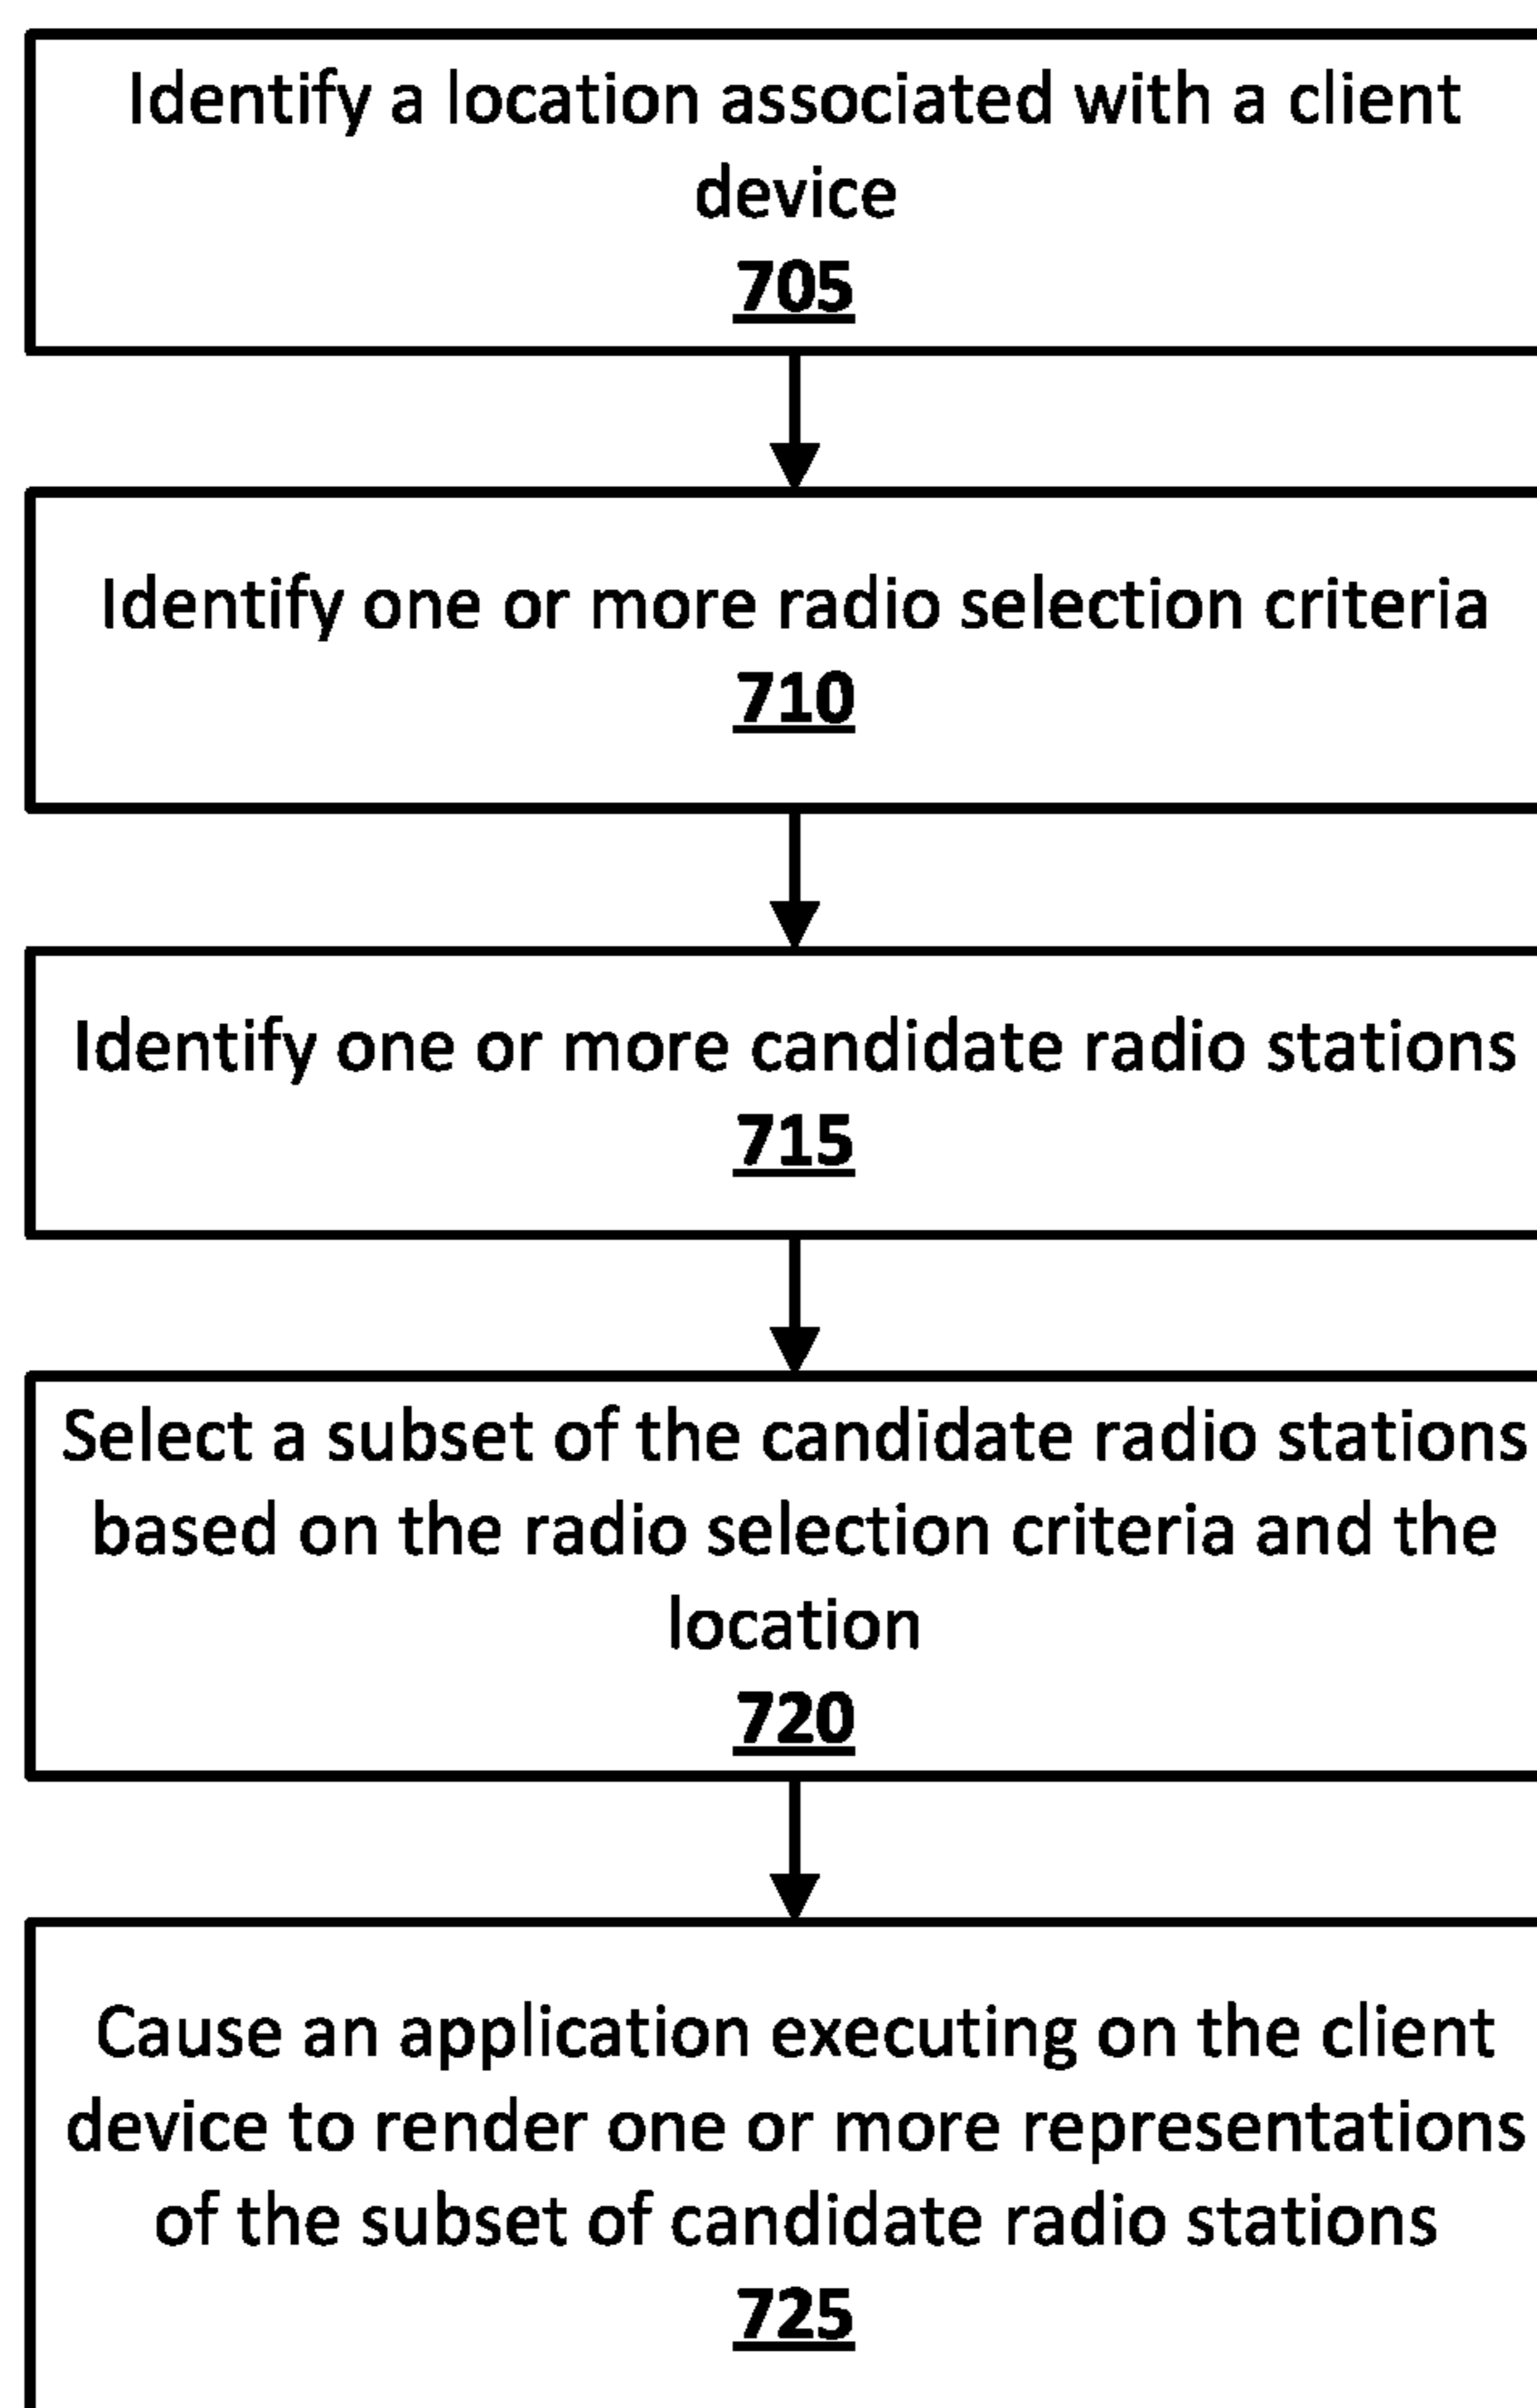 Identify a location associated with a client
device
705
Identify one or more radio selection criteria
710
Identify one or more candidate radio stations
715
Select a subset of the candidate radio stations
based on the radio selection criteria and the
location
720
Cause an application executing on the client
device to render one or more representations
of the subset of candidate radio stations
725